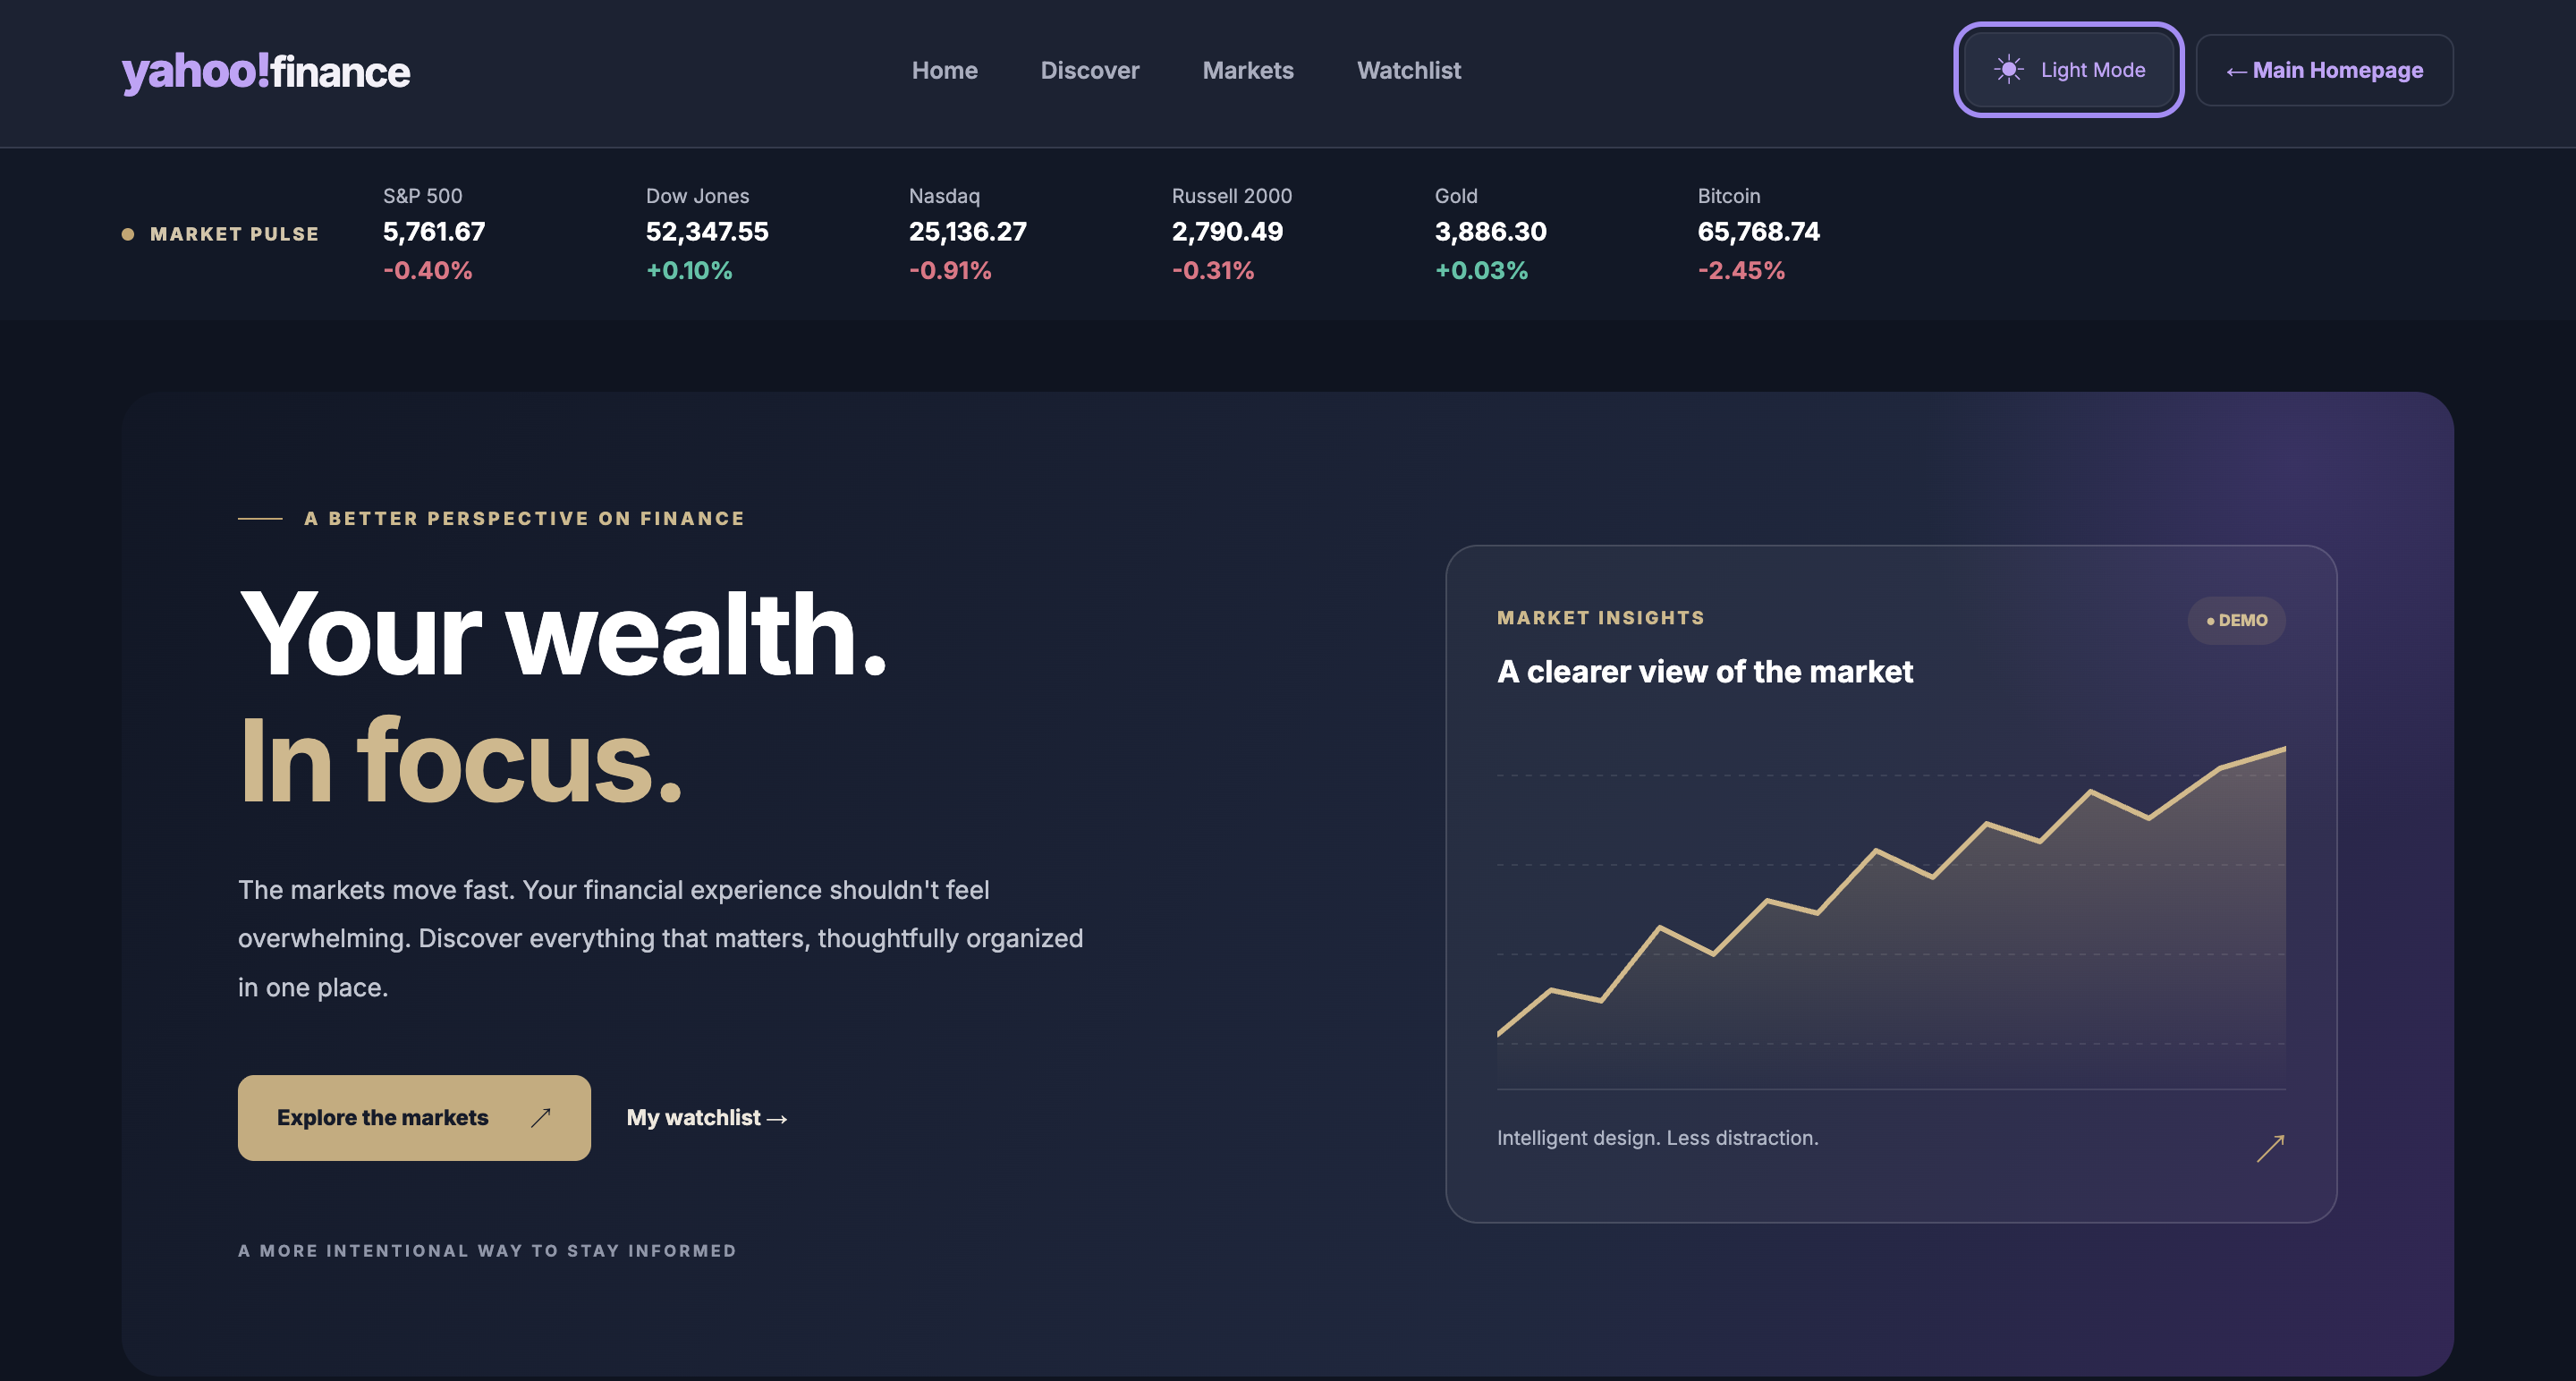 yahoo!finance
Home Discover Markets Watchlist
☀ Light Mode
← Main Homepage
● MARKET PULSE
S&P 500
5,761.67
-0.40%
Dow Jones
52,347.55
+0.10%
Nasdaq
25,136.27
-0.91%
Russell 2000
2,790.49
-0.31%
Gold
3,886.30
+0.03%
Bitcoin
65,768.74
-2.45%
A BETTER PERSPECTIVE ON FINANCE
Your wealth.
In focus.
The markets move fast. Your financial experience shouldn't feel
overwhelming. Discover everything that matters, thoughtfully organized
in one place.
Explore the markets ↗
My watchlist →
A MORE INTENTIONAL WAY TO STAY INFORMED
MARKET INSIGHTS
● DEMO
A clearer view of the market
Intelligent design. Less distraction.
↗